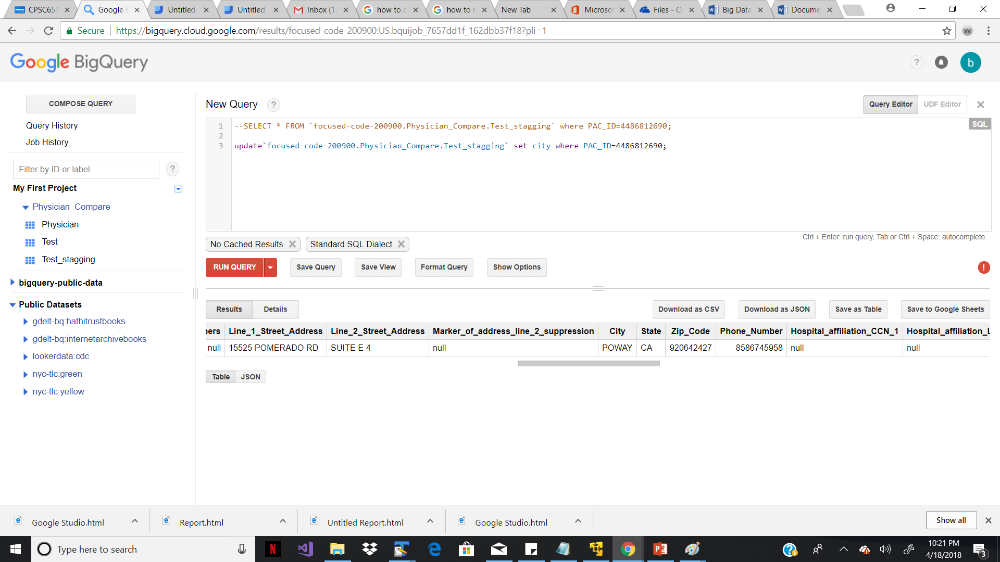 CPSC651
Google B
Untitled
Untitled
Inbox (1,
how to c
how to r
New Tab
Microsof
Files - O
Big Data
Docume
Secure
https://bigquery.cloud.google.com/results/focused-code-200900:US.bquijob_7657dd1f_162dbb37f18?pli=1
W
Google BigQuery
?
b
COMPOSE QUERY
Query History
Job History
Filter by ID or label
?
My First Project
Physician_Compare
Physician
Test
Test_stagging
bigquery-public-data
Public Datasets
gdelt-bq:hathitrustbooks
gdelt-bq:internetarchivebooks
lookerdata:cdc
nyc-tlc:green
nyc-tlc:yellow
New Query ?
Query Editor UDF Editor
SQL
1 --SELECT * FROM `focused-code-200900.Physician_Compare.Test_stagging` where PAC_ID=4486812690;
2
3 update`focused-code-200900.Physician_Compare.Test_stagging` set city where PAC_ID=4486812690;
Ctrl + Enter: run query, Tab or Ctrl + Space: autocomplete.
No Cached Results Standard SQL Dialect
RUN QUERY Save Query Save View Format Query Show Options !
Results Details Download as CSV Download as JSON Save as Table Save to Google Sheets
bers Line_1_Street_Address Line_2_Street_Address Marker_of_address_line_2_suppression City State Zip_Code Phone_Number Hospital_affiliation_CCN_1 Hospital_affiliation_L
null 15525 POMERADO RD SUITE E 4 null POWAY CA 920642427 8586745958 null null
Table JSON
Google Studio.html
Report.html
Untitled Report.html
Google Studio.html
Show all
Type here to search
10:21 PM
4/18/2018
3